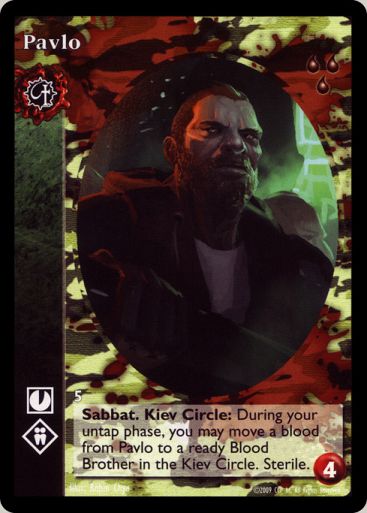 Pavlo
5
Sabbat. Kiev Circle: During your
untap phase, you may move a blood
from Pavlo to a ready Blood
Brother in the Kiev Circle. Sterile.
4